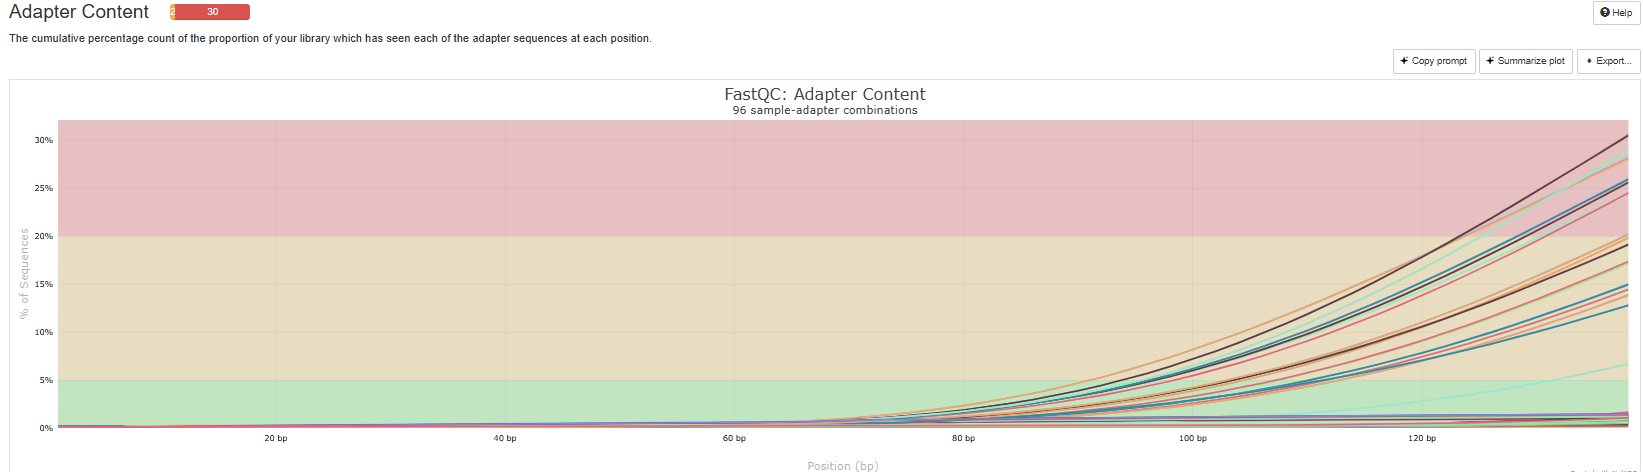 Adapter Content 2 30
Help
The cumulative percentage count of the proportion of your library which has seen each of the adapter sequences at each position.
Copy prompt Summarize plot Export...
FastQC: Adapter Content
96 sample-adapter combinations
30%
25%
20%
15%
10%
5%
0%
% of Sequences
20 bp 40 bp 60 bp 80 bp 100 bp 120 bp
Position (bp)